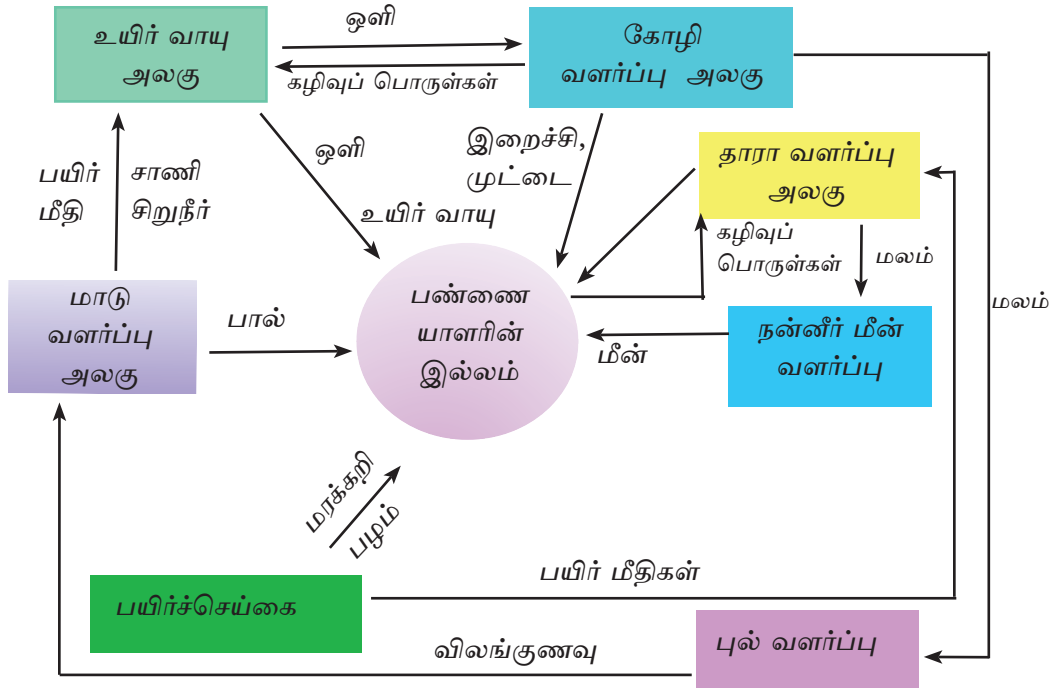 உயிர் வாயு
அலகு
ஒளி
கழிவுப் பொருள்கள்
கோழி
வளர்ப்பு அலகு
பயிர்
மீதி
சாணி
சிறுநீர்
ஒளி
உயிர் வாயு
இறைச்சி,
முட்டை
தாரா வளர்ப்பு
அலகு
கழிவுப்
பொருள்கள்
மலம்
மலம்
மாடு
வளர்ப்பு
அலகு
பால்
பண்ணை
யாளரின்
இல்லம்
மீன்
நன்னீர் மீன்
வளர்ப்பு
மரக்கறி
பழம்
பயிர்ச்செய்கை
பயிர் மீதிகள்
விலங்குணவு
புல் வளர்ப்பு